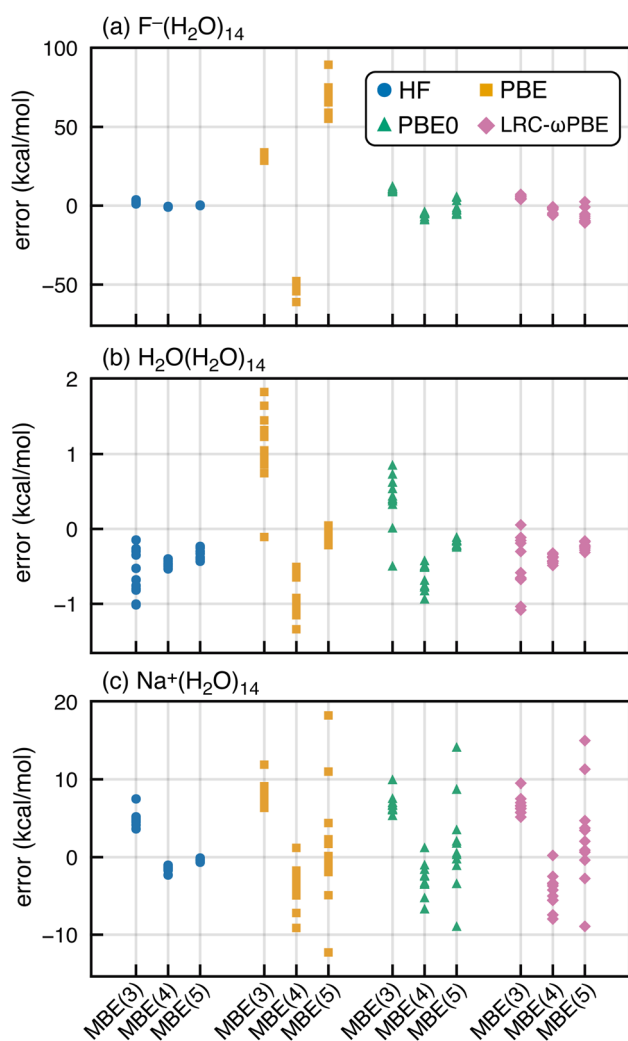 (a) F⁻(H₂O)₁₄
100
50
0
−50
error (kcal/mol)
HF PBE
PBE0 LRC-ωPBE
(b) H₂O(H₂O)₁₄
2
1
0
−1
error (kcal/mol)
(c) Na⁺(H₂O)₁₄
20
10
0
−10
error (kcal/mol)
MBE(3) MBE(4) MBE(5) MBE(3) MBE(4) MBE(5) MBE(3) MBE(4) MBE(5) MBE(3) MBE(4) MBE(5)